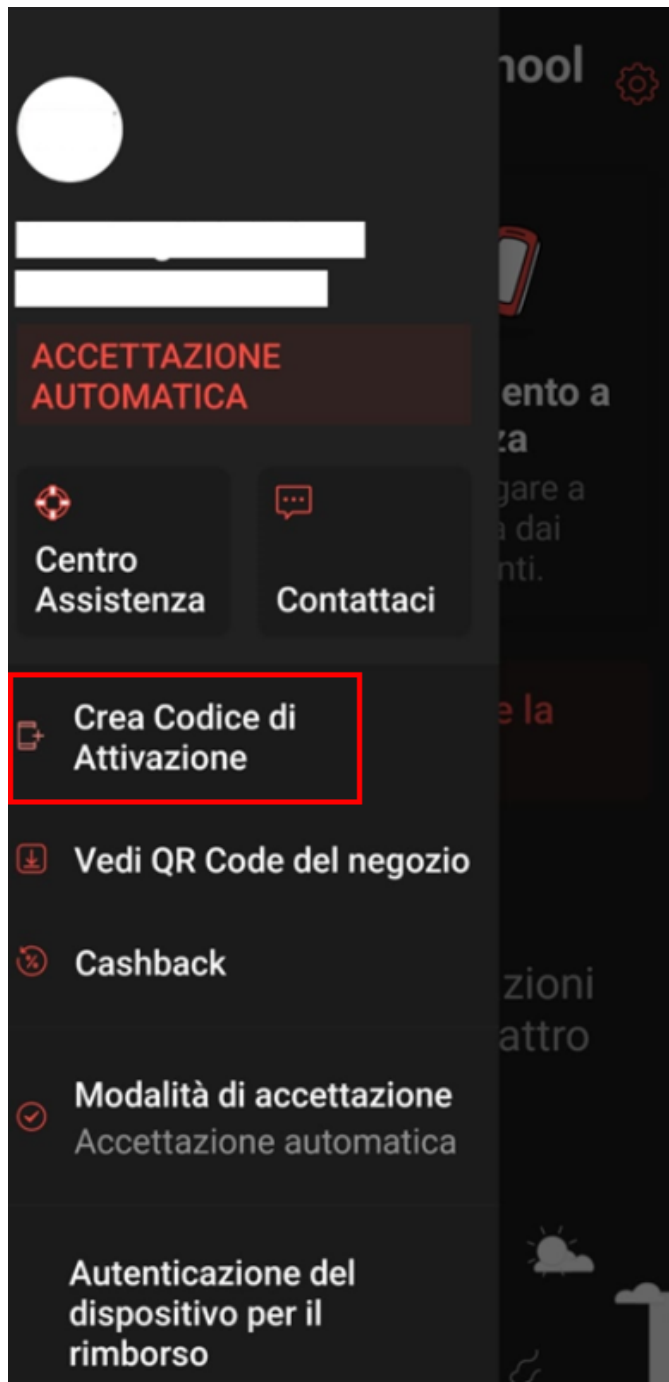 hool
ACCETTAZIONE
AUTOMATICA
ento a
za
gare a
a dai
nti.
Centro
Assistenza
Contattaci
e la
Crea Codice di
Attivazione
Vedi QR Code del negozio
Cashback
zioni
attro
Modalità di accettazione
Accettazione automatica
Autenticazione del
dispositivo per il
rimborso